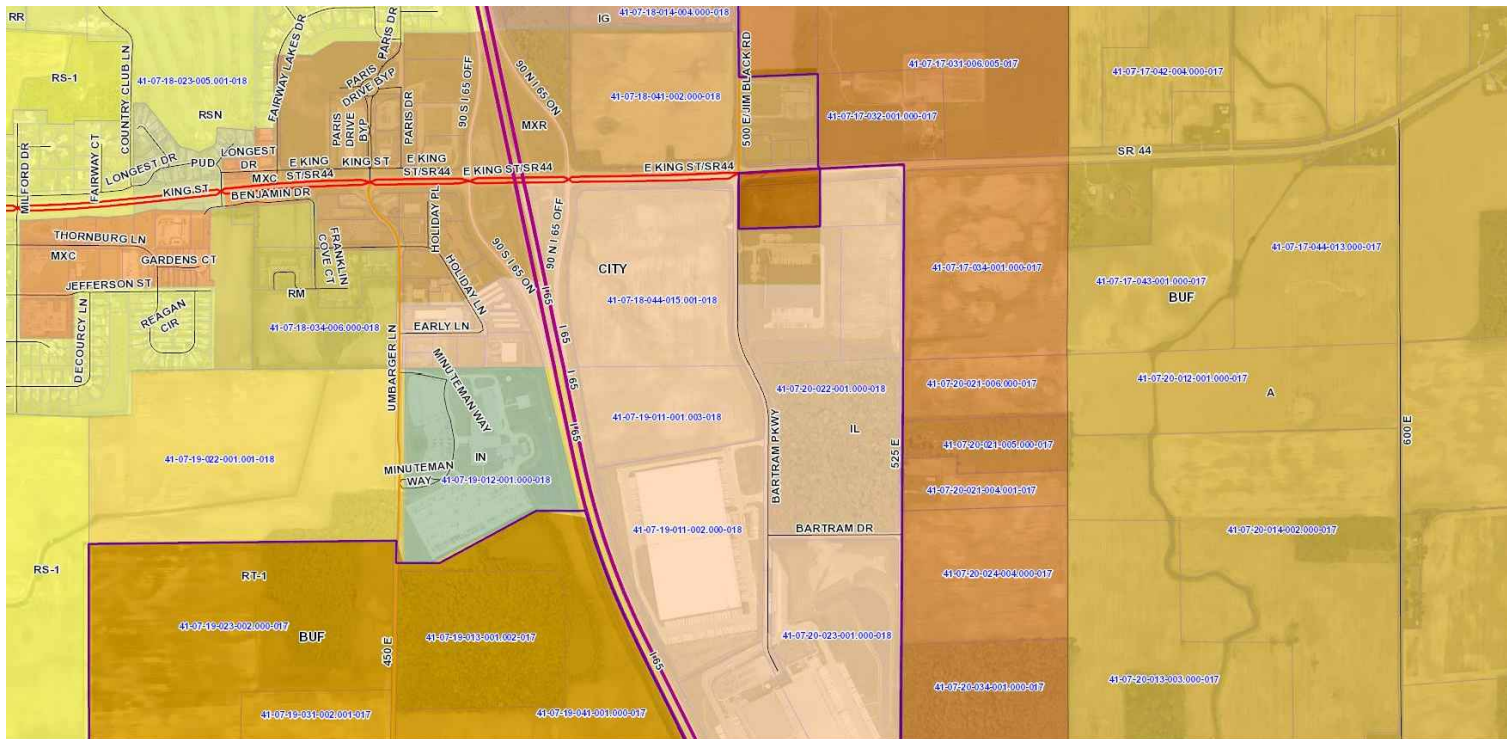 RR
IG
41-07-18-014-004.000-018
RS-1
41-07-18-023-005.001-018
COUNTRY CLUB LN
FAIRWAY LAKES DR
PARIS DR
PARIS
DRIVE BYP
90 S I 65 OFF
90 N I 65 ON
41-07-18-041-002.000-018
500 E/JIM BLACK RD
41-07-17-031-006.005-017
41-07-17-042-004.000-017
RSN
PARIS
DRIVE
BYP
PARIS DR
MXR
41-07-17-032-001.000-017
MILFORD DR
FAIRWAY CT
LONGEST DR
PUD
LONGEST
DR
MXC
E KING
ST/SR44
KING ST
E KING
ST/SR44
E KING ST/SR44
E KING ST/SR44
SR 44
KING ST
BENJAMIN DR
THORNBURG LN
MXC
GARDENS CT
JEFFERSON ST
FRANKLIN
COVE CT
HOLIDAY PL
HOLIDAY LN
90 S I 65 ON
90 N I 65 OFF
CITY
41-07-17-034-001.000-017
41-07-17-044-013.000-017
41-07-17-043-001.000-017
BUF
RM
I 65
41-07-18-044-015.001-018
DECOURCY LN
REAGAN
CIR
41-07-18-034-006.000-018
EARLY LN
I 65
UMBARGER LN
MINUTEMAN WAY
I 65
41-07-20-022-001.000-018
41-07-20-021-006.000-017
41-07-20-012-001.000-017
A
41-07-19-011-001.003-018
IL
600 E
I 65
525 E
41-07-20-021-005.000-017
41-07-19-022-001.001-018
IN
MINUTEMAN
WAY
41-07-19-012-001.000-018
BARTRAM PKWY
41-07-20-021-004.001-017
41-07-19-011-002.000-018
BARTRAM DR
41-07-20-014-002.000-017
RS-1
RT-1
41-07-20-024-004.000-017
41-07-19-023-002.000-017
BUF
450 E
41-07-19-013-001.002-017
41-07-20-023-001.000-018
I 65
41-07-20-034-001.000-017
41-07-20-013-003.000-017
41-07-19-031-002.001-017
41-07-19-041-001.000-017